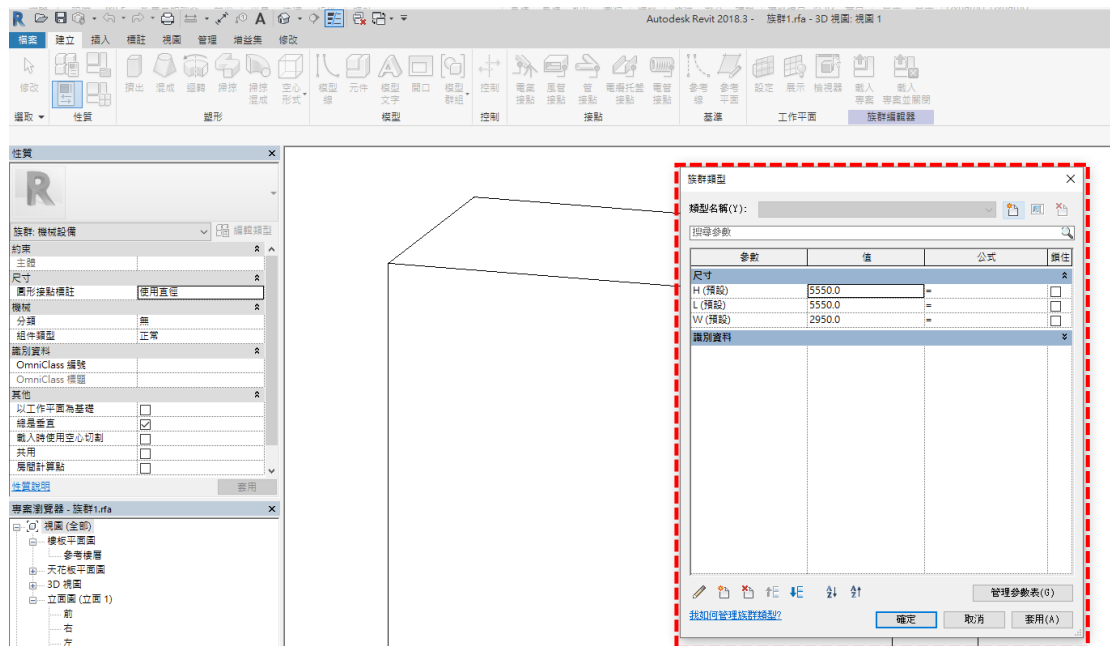 Autodesk Revit 2018.3 - 族群1.rfa - 3D 視圖: 視圖 1
檔案 建立 插入 標註 視圖 管理 增益集 修改
修改 擠出 混成 迴轉 掃掠 掃掠混成 空心形式 模型線 元件 模型文字 開口 模型群組 控制 電氣接點 風管接點 管接點 電纜托盤接點 電管接點 參考線 參考平面 設定 展示 檢視器 載入專案 載入專案並關閉
選取 性質 塑形 模型 控制 接點 基準 工作平面 族群編輯器
性質
族群: 機械設備 編輯類型
約束
主體
尺寸
圓形接點標註 使用直徑
機械
分類 無
組件類型 正常
識別資料
OmniClass 編號
OmniClass 標題
其他
以工作平面為基礎
總是垂直
載入時使用空心切割
共用
房間計算點
性質說明 套用
專案瀏覽器 - 族群1.rfa
視圖 (全部)
樓板平面圖
參考樓層
天花板平面圖
3D 視圖
立面圖 (立面 1)
前
右
左
族群類型
類型名稱(Y):
搜尋參數
參數 值 公式 鎖住
尺寸
H (預設) 5550.0 =
L (預設) 5550.0 =
W (預設) 2950.0 =
識別資料
管理參數表(G)
我如何管理族群類型?
確定 取消 套用(A)